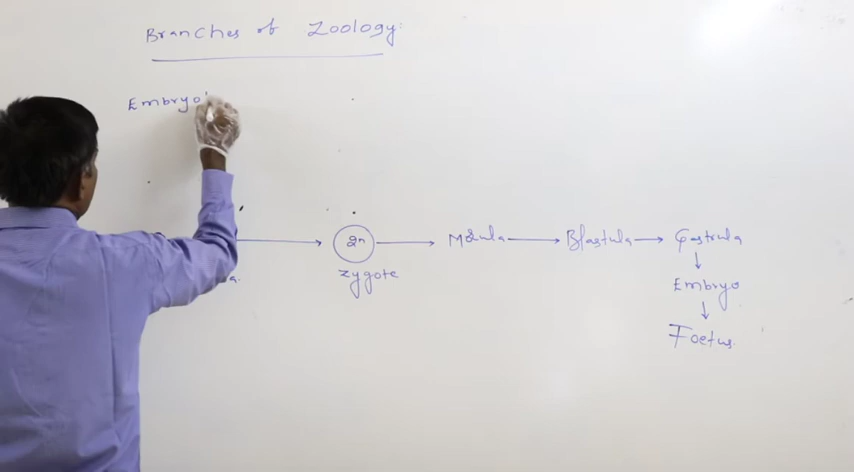 Branches of Zoology:
Embryo
2n → Morula → Blastula → Gastrula
zygote
↓
Embryo
↓
Foetus.